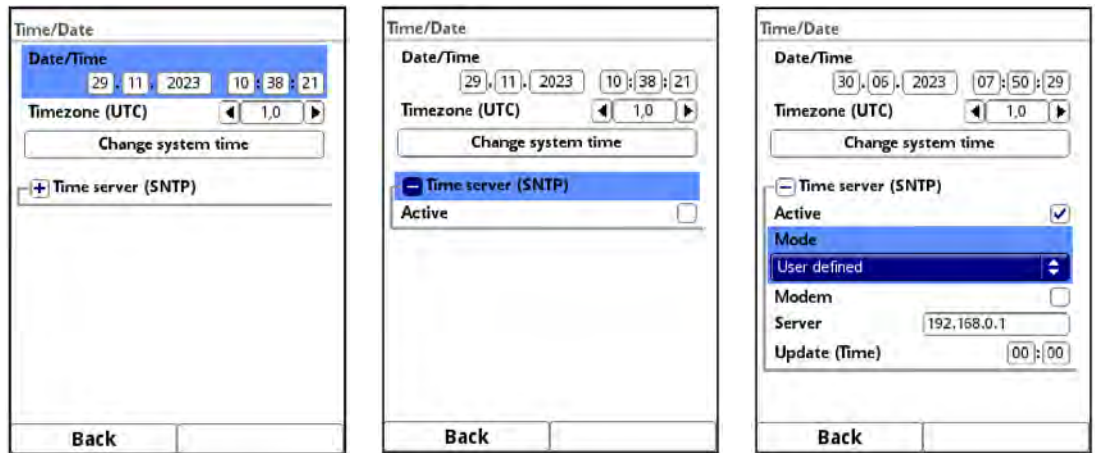 Time/Date
Date/Time
29 . 11 . 2023 10 : 38 : 21
Timezone (UTC) 1,0
Change system time
Time server (SNTP)
Back
Time/Date
Date/Time
29 . 11 . 2023 10 : 38 : 21
Timezone (UTC) 1,0
Change system time
Time server (SNTP)
Active
Back
Time/Date
Date/Time
30 . 06 . 2023 07 : 50 : 29
Timezone (UTC) 1,0
Change system time
Time server (SNTP)
Active
Mode
User defined
Modem
Server 192.168.0.1
Update (Time) 00 : 00
Back